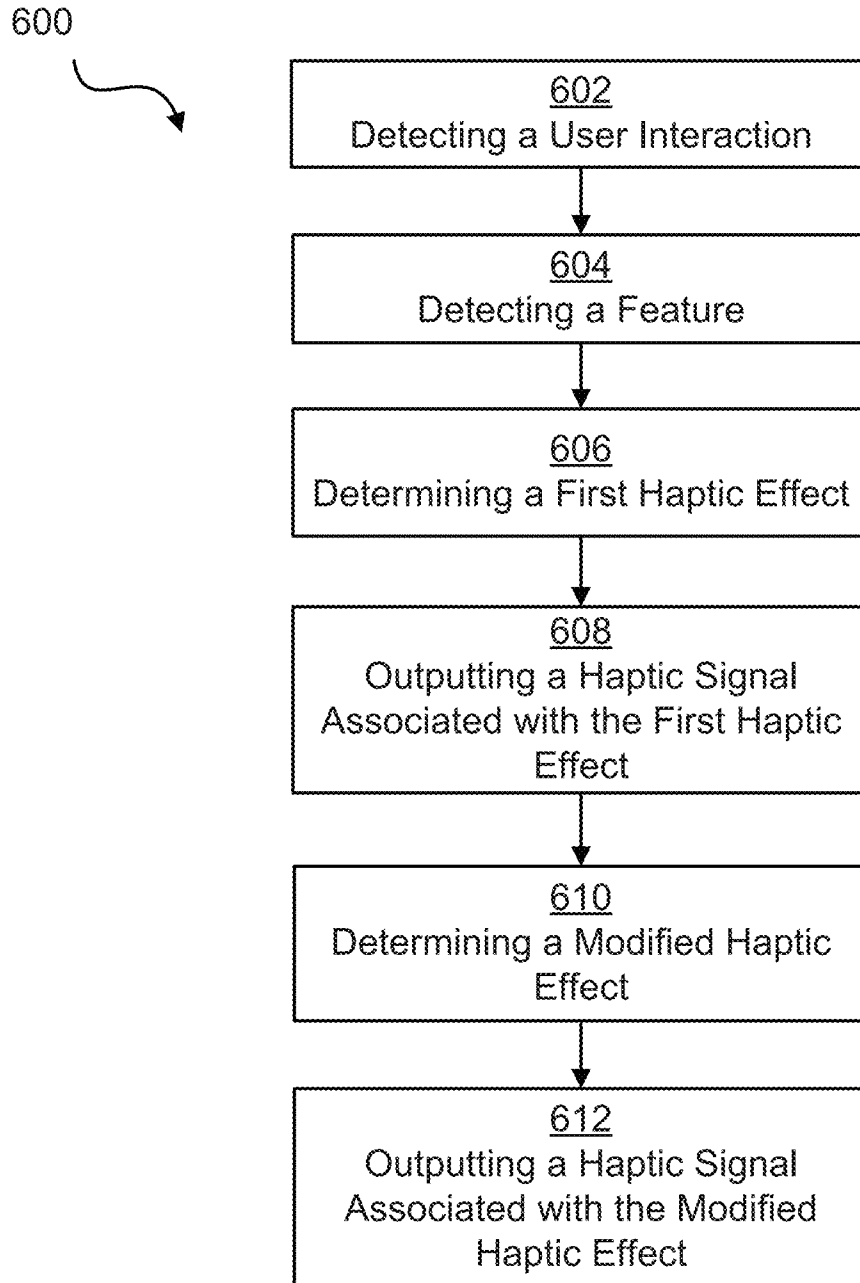 600
602
Detecting a User Interaction
604
Detecting a Feature
606
Determining a First Haptic Effect
608
Outputting a Haptic Signal
Associated with the First Haptic
Effect
610
Determining a Modified Haptic
Effect
612
Outputting a Haptic Signal
Associated with the Modified
Haptic Effect